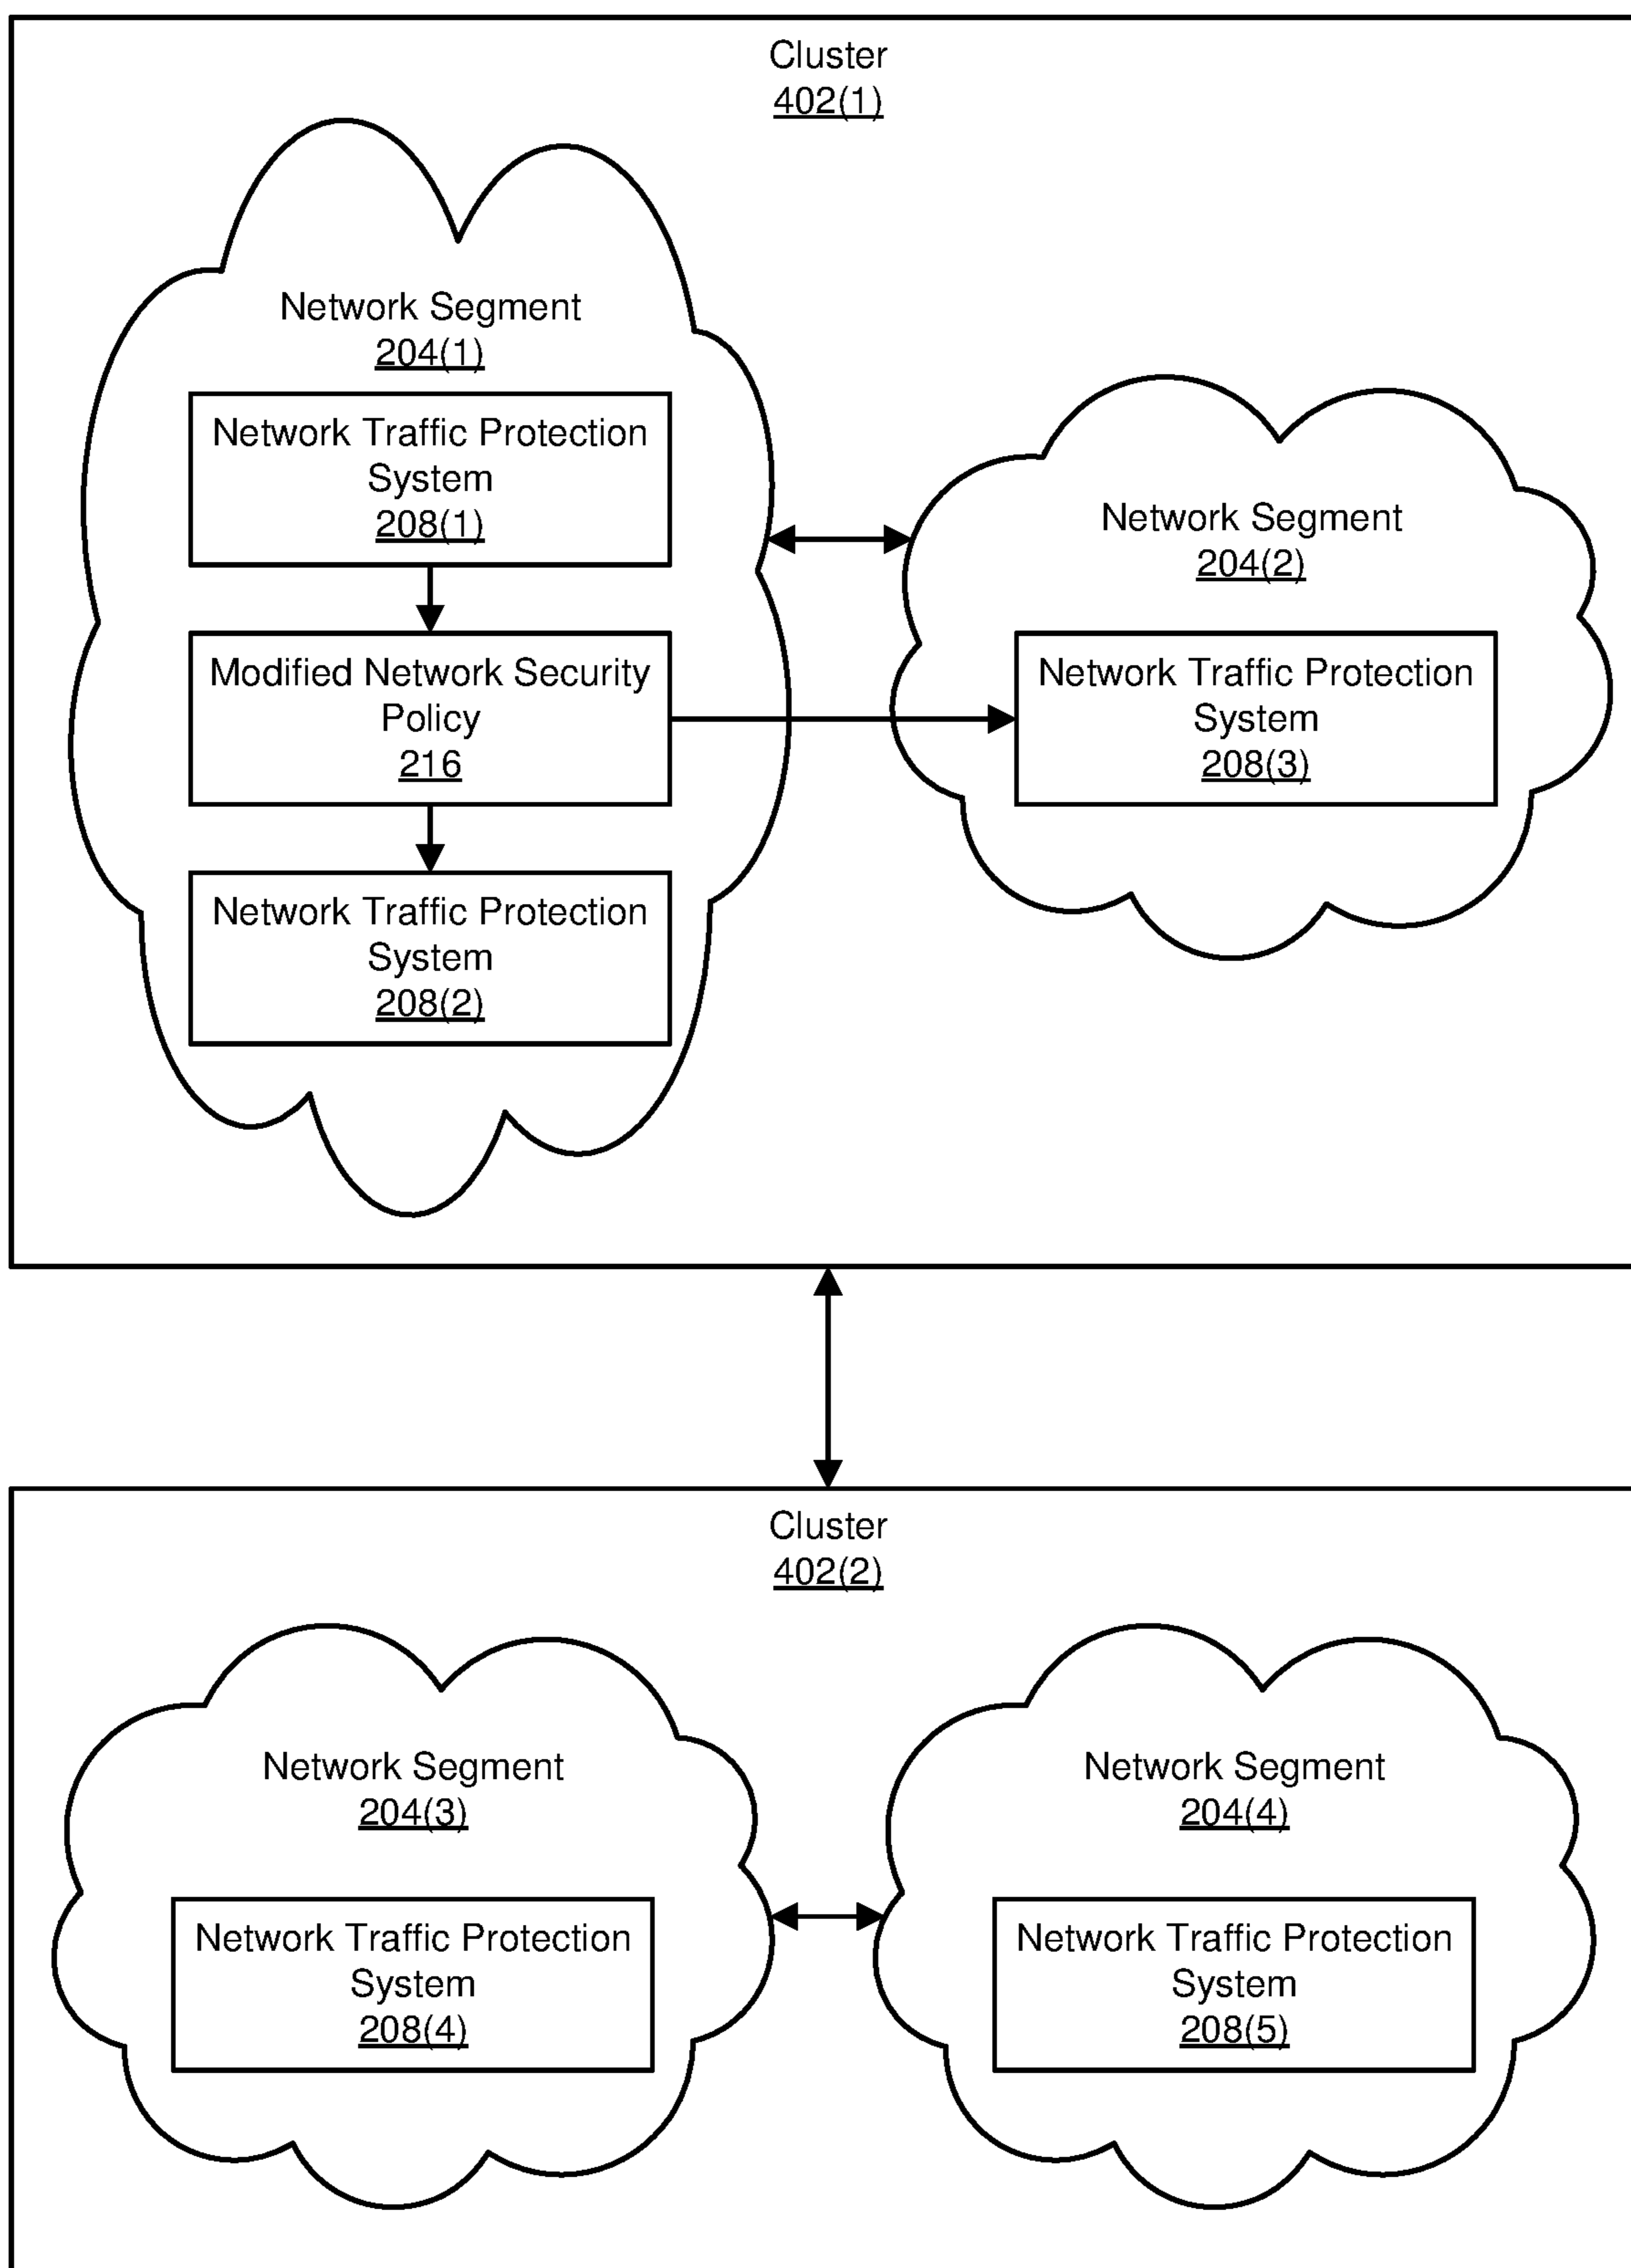 Cluster
402(1)
Network Segment
204(1)
Network Traffic Protection
System
208(1)
Modified Network Security
Policy
216
Network Traffic Protection
System
208(2)
Network Segment
204(2)
Network Traffic Protection
System
208(3)
Cluster
402(2)
Network Segment
204(3)
Network Traffic Protection
System
208(4)
Network Segment
204(4)
Network Traffic Protection
System
208(5)